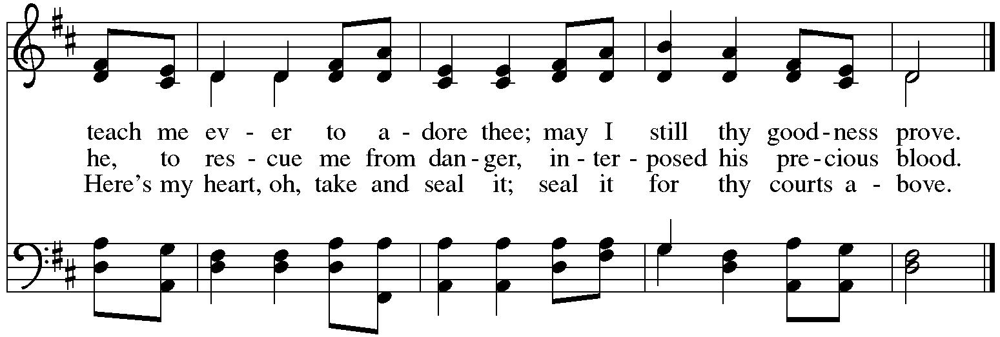 teach me ev - er to a - dore thee; may I still thy good - ness prove.
he, to res - cue me from dan - ger, in - ter - posed his pre - cious blood.
Here's my heart, oh, take and seal it; seal it for thy courts a - bove.